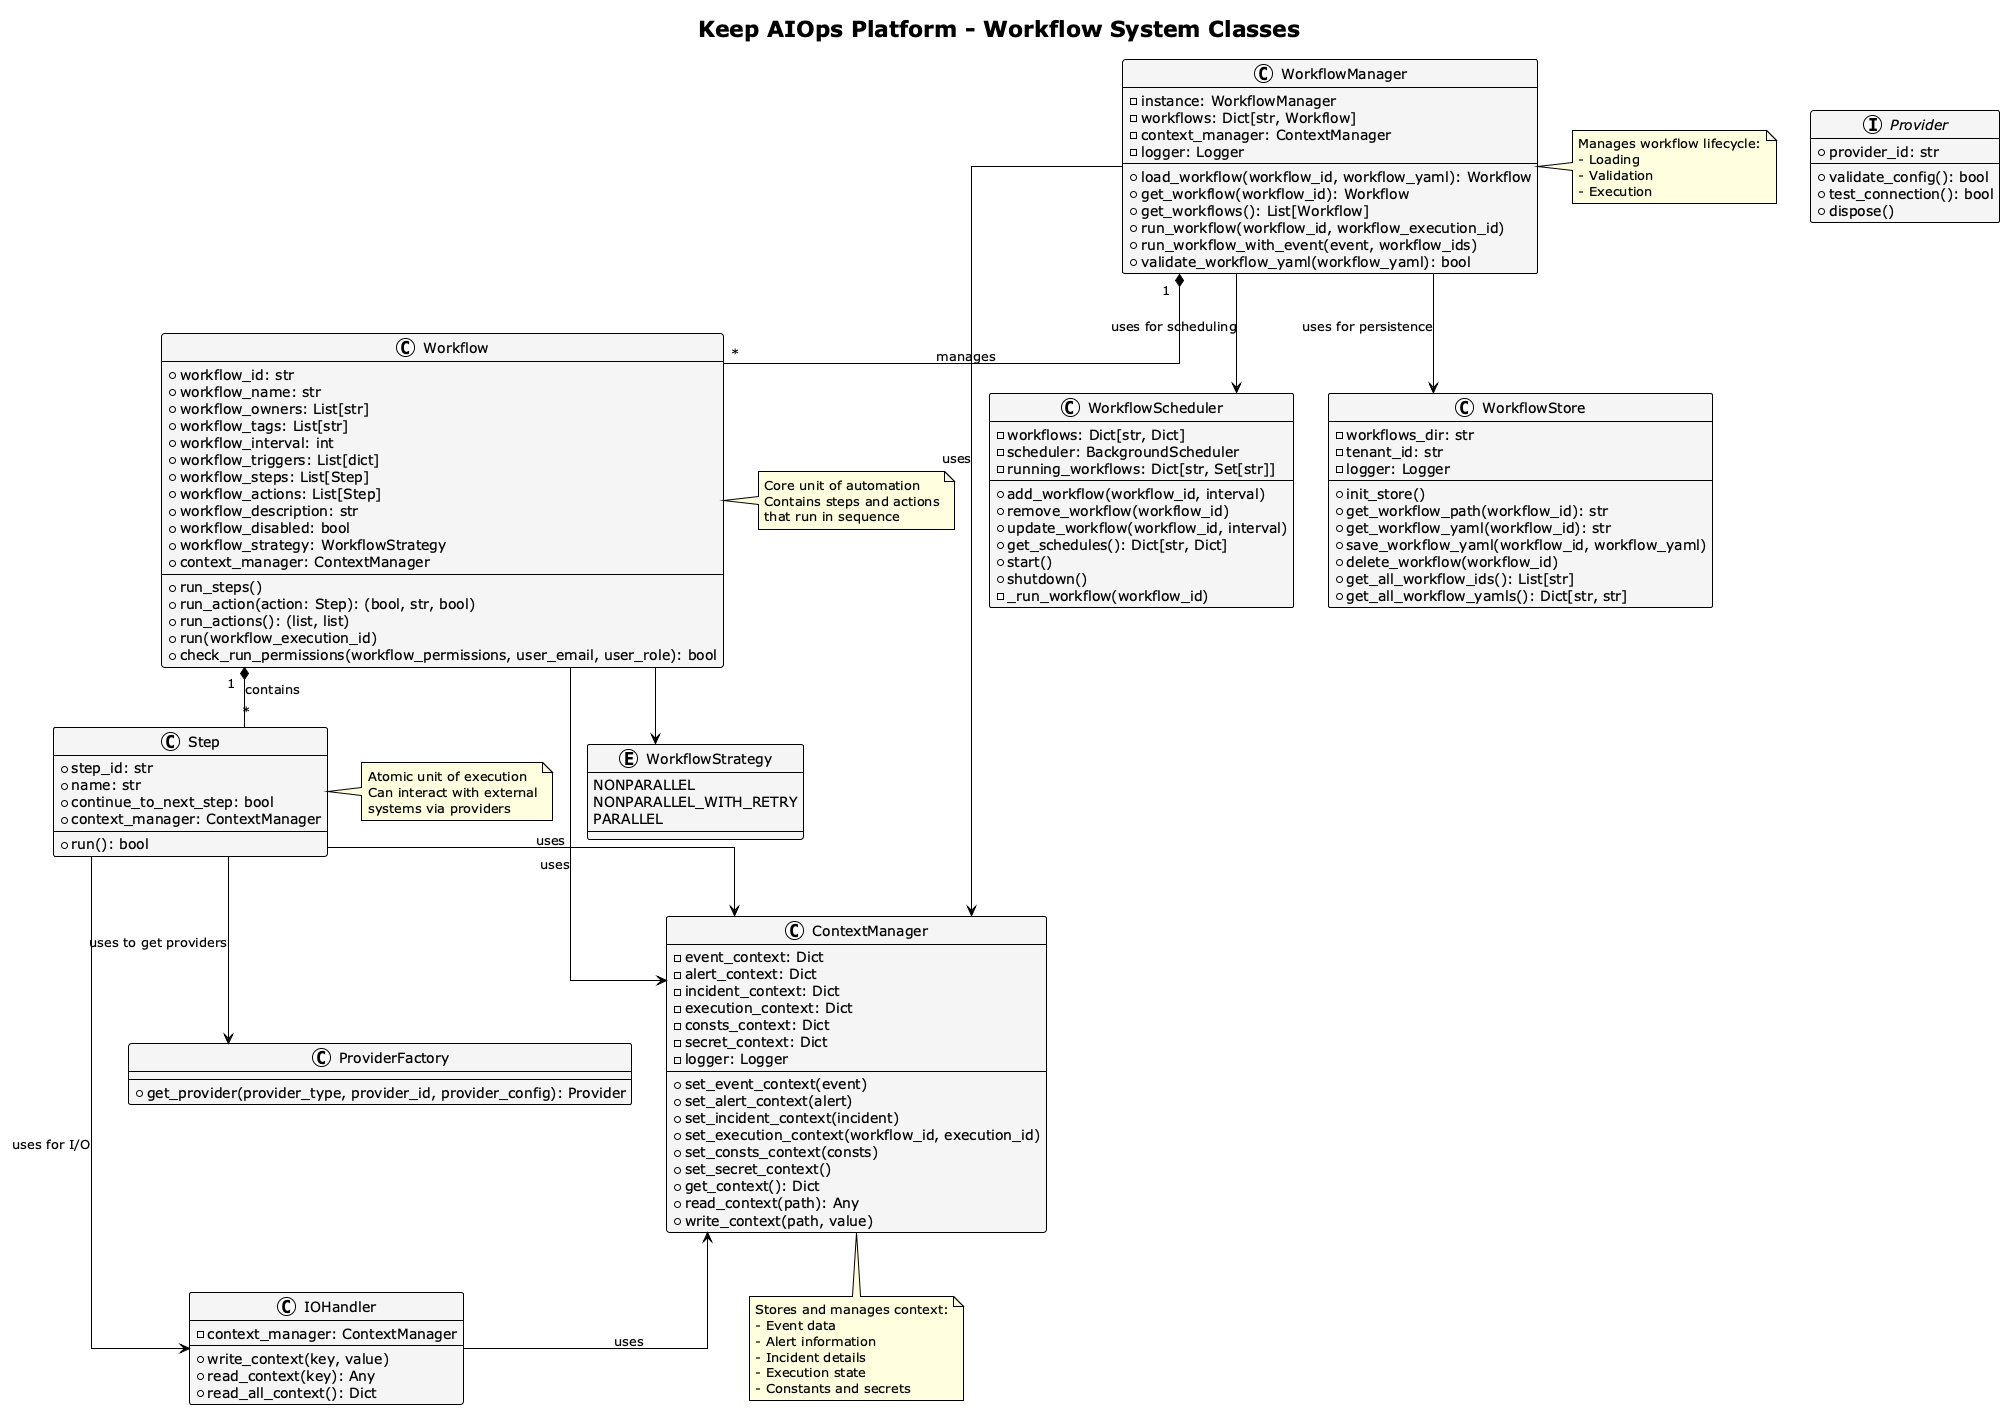 Keep AIOps Platform - Workflow System Classes
C WorkflowManager
instance: WorkflowManager
workflows: Dict[str, Workflow]
context_manager: ContextManager
logger: Logger
load_workflow(workflow_id, workflow_yaml): Workflow
get_workflow(workflow_id): Workflow
get_workflows(): List[Workflow]
run_workflow(workflow_id, workflow_execution_id)
run_workflow_with_event(event, workflow_ids)
validate_workflow_yaml(workflow_yaml): bool
Manages workflow lifecycle:
- Loading
- Validation
- Execution
I Provider
provider_id: str
validate_config(): bool
test_connection(): bool
dispose()
1
uses for scheduling
uses for persistence
*
manages
C Workflow
workflow_id: str
workflow_name: str
workflow_owners: List[str]
workflow_tags: List[str]
workflow_interval: int
workflow_triggers: List[dict]
workflow_steps: List[Step]
workflow_actions: List[Step]
workflow_description: str
workflow_disabled: bool
workflow_strategy: WorkflowStrategy
context_manager: ContextManager
run_steps()
run_action(action: Step): (bool, str, bool)
run_actions(): (list, list)
run(workflow_execution_id)
check_run_permissions(workflow_permissions, user_email, user_role): bool
Core unit of automation
Contains steps and actions
that run in sequence
uses
C WorkflowScheduler
workflows: Dict[str, Dict]
scheduler: BackgroundScheduler
running_workflows: Dict[str, Set[str]]
add_workflow(workflow_id, interval)
remove_workflow(workflow_id)
update_workflow(workflow_id, interval)
get_schedules(): Dict[str, Dict]
start()
shutdown()
_run_workflow(workflow_id)
C WorkflowStore
workflows_dir: str
tenant_id: str
logger: Logger
init_store()
get_workflow_path(workflow_id): str
get_workflow_yaml(workflow_id): str
save_workflow_yaml(workflow_id, workflow_yaml)
delete_workflow(workflow_id)
get_all_workflow_ids(): List[str]
get_all_workflow_yamls(): Dict[str, str]
1
contains
*
C Step
step_id: str
name: str
continue_to_next_step: bool
context_manager: ContextManager
run(): bool
Atomic unit of execution
Can interact with external
systems via providers
E WorkflowStrategy
NONPARALLEL
NONPARALLEL_WITH_RETRY
PARALLEL
uses
uses
uses to get providers
C ContextManager
event_context: Dict
alert_context: Dict
incident_context: Dict
execution_context: Dict
consts_context: Dict
secret_context: Dict
logger: Logger
set_event_context(event)
set_alert_context(alert)
set_incident_context(incident)
set_execution_context(workflow_id, execution_id)
set_consts_context(consts)
set_secret_context()
get_context(): Dict
read_context(path): Any
write_context(path, value)
C ProviderFactory
get_provider(provider_type, provider_id, provider_config): Provider
uses for I/O
C IOHandler
context_manager: ContextManager
write_context(key, value)
read_context(key): Any
read_all_context(): Dict
uses
Stores and manages context:
- Event data
- Alert information
- Incident details
- Execution state
- Constants and secrets